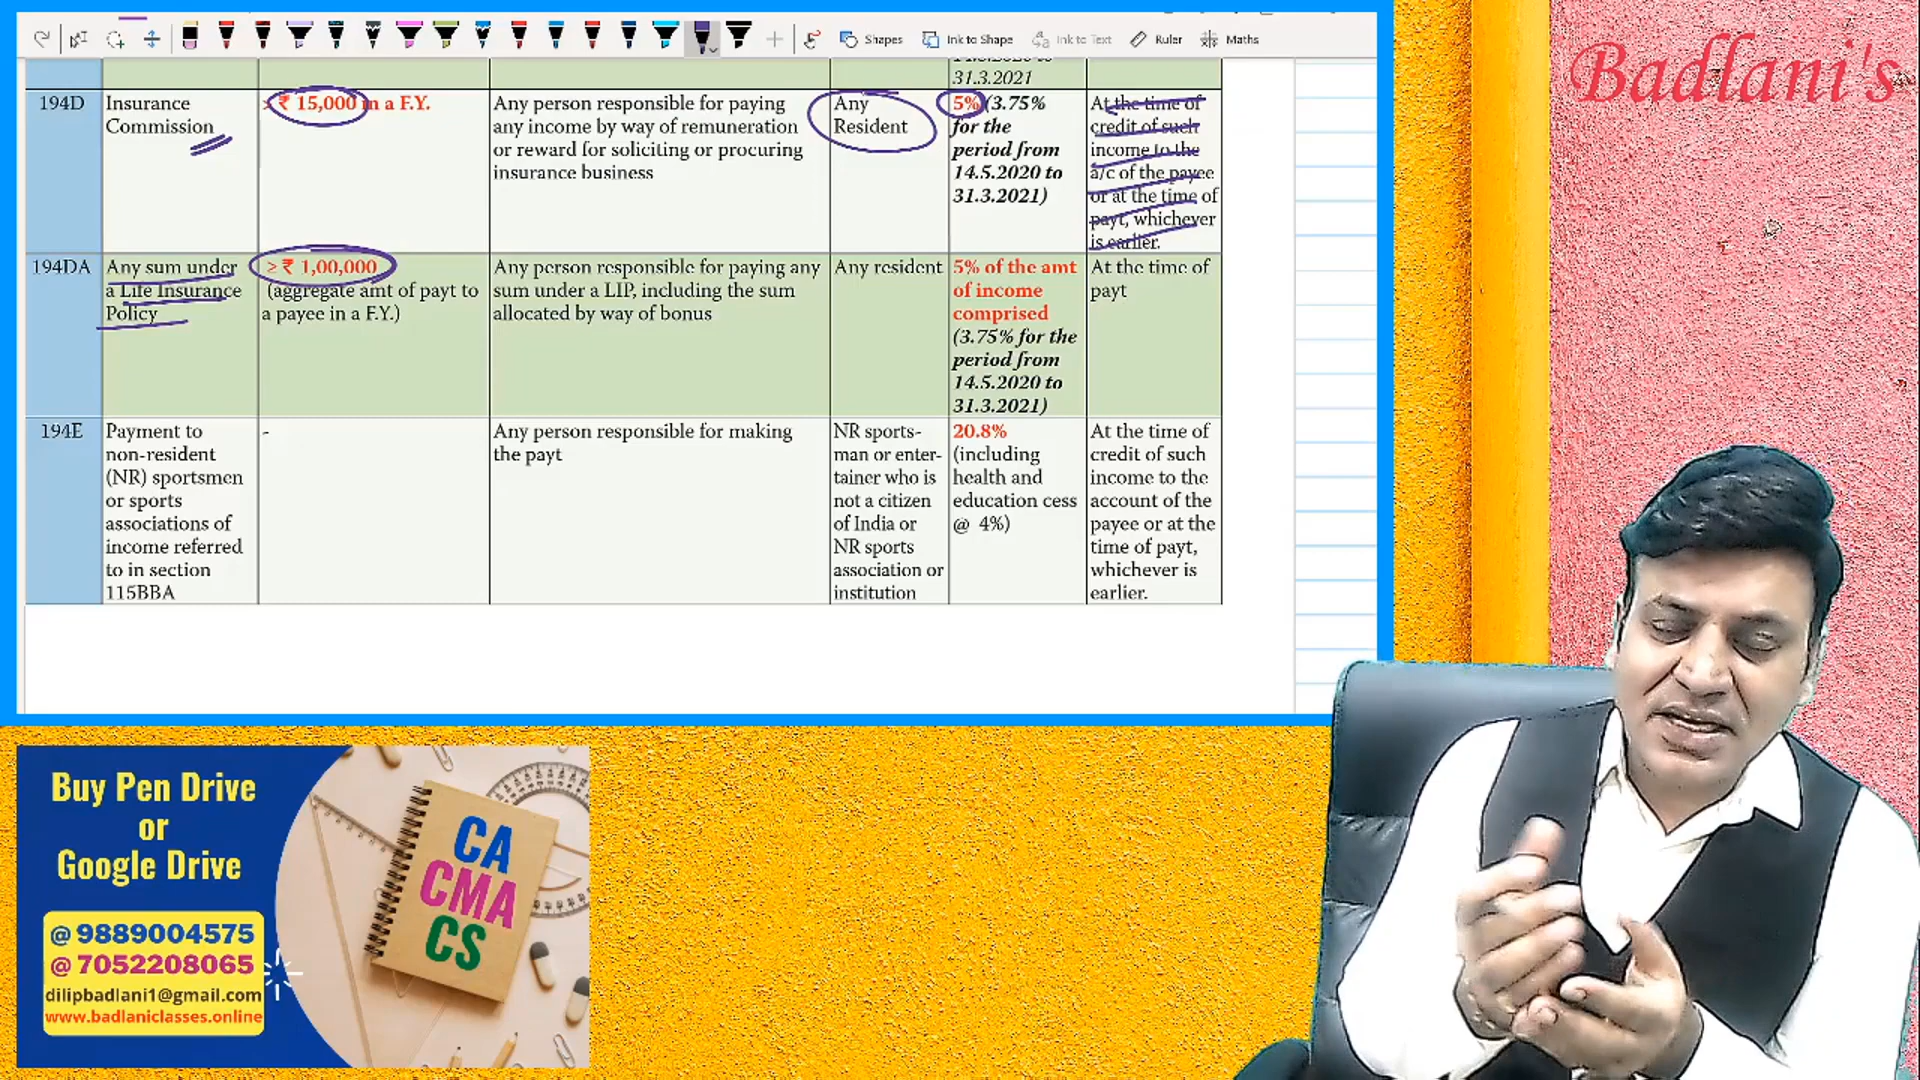 Shapes
Ink to Shape
Ink to Text
Ruler
Maths
31.3.2021
194D
Insurance
Commission
> ₹ 15,000 in a F.Y.
Any person responsible for paying
any income by way of remuneration
or reward for soliciting or procuring
insurance business
Any
Resident
5% (3.75%
for the
period from
14.5.2020 to
31.3.2021)
At the time of
credit of such
income to the
a/c of the payee
or at the time of
payt, whichever
is earlier.
194DA
Any sum under
a Life Insurance
Policy
≥ ₹ 1,00,000
(aggregate amt of payt to
a payee in a F.Y.)
Any person responsible for paying any
sum under a LIP, including the sum
allocated by way of bonus
Any resident
5% of the amt
of income
comprised
(3.75% for the
period from
14.5.2020 to
31.3.2021)
At the time of
payt
194E
Payment to
non-resident
(NR) sportsmen
or sports
associations of
income referred
to in section
115BBA
-
Any person responsible for making
the payt
NR sports-
man or enter-
tainer who is
not a citizen
of India or
NR sports
association or
institution
20.8%
(including
health and
education cess
@ 4%)
At the time of
credit of such
income to the
account of the
payee or at the
time of payt,
whichever is
earlier.
Badlani's
Buy Pen Drive
or
Google Drive
@ 9889004575
@ 7052208065
dilipbadlani1@gmail.com
www.badlaniclasses.online
CA
CMA
CS